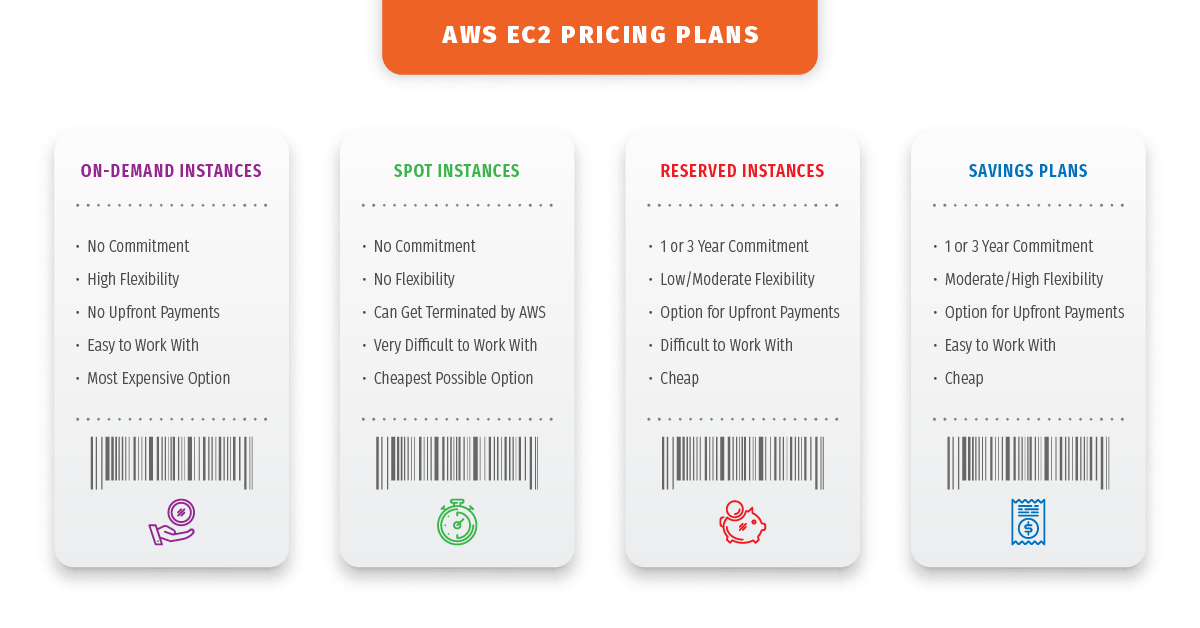 AWS EC2 PRICING PLANS
ON-DEMAND INSTANCES
· No Commitment
· High Flexibility
· No Upfront Payments
· Easy to Work With
· Most Expensive Option
SPOT INSTANCES
· No Commitment
· No Flexibility
· Can Get Terminated by AWS
· Very Difficult to Work With
· Cheapest Possible Option
RESERVED INSTANCES
· 1 or 3 Year Commitment
· Low/Moderate Flexibility
· Option for Upfront Payments
· Difficult to Work With
· Cheap
SAVINGS PLANS
· 1 or 3 Year Commitment
· Moderate/High Flexibility
· Option for Upfront Payments
· Easy to Work With
· Cheap
$